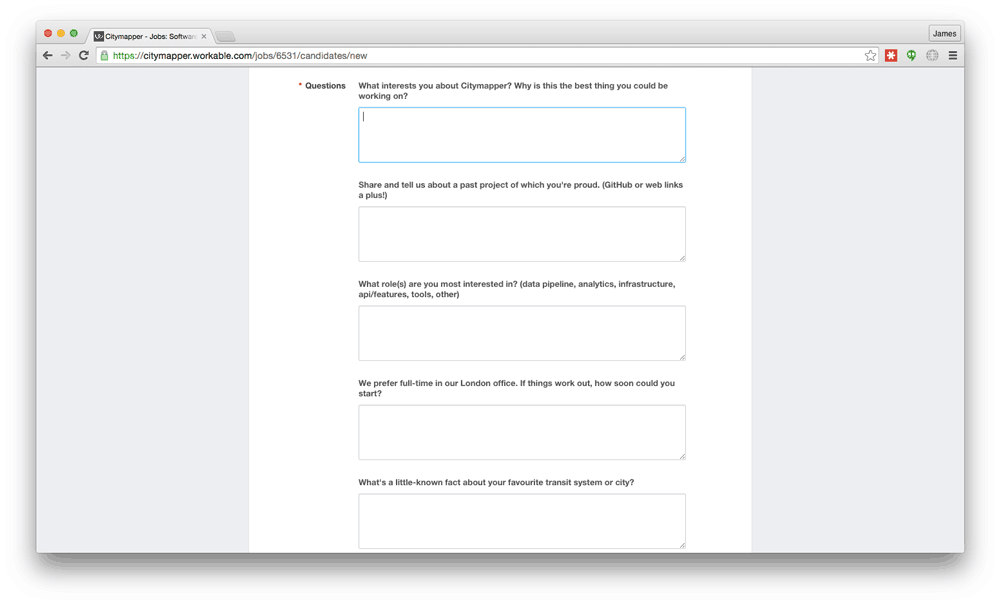 Citymapper - Jobs: Softwar
James
https://citymapper.workable.com/jobs/6531/candidates/new
* Questions
What interests you about Citymapper? Why is this the best thing you could be
working on?
Share and tell us about a past project of which you're proud. (GitHub or web links
a plus!)
What role(s) are you most interested in? (data pipeline, analytics, infrastructure,
api/features, tools, other)
We prefer full-time in our London office. If things work out, how soon could you
start?
What's a little-known fact about your favourite transit system or city?